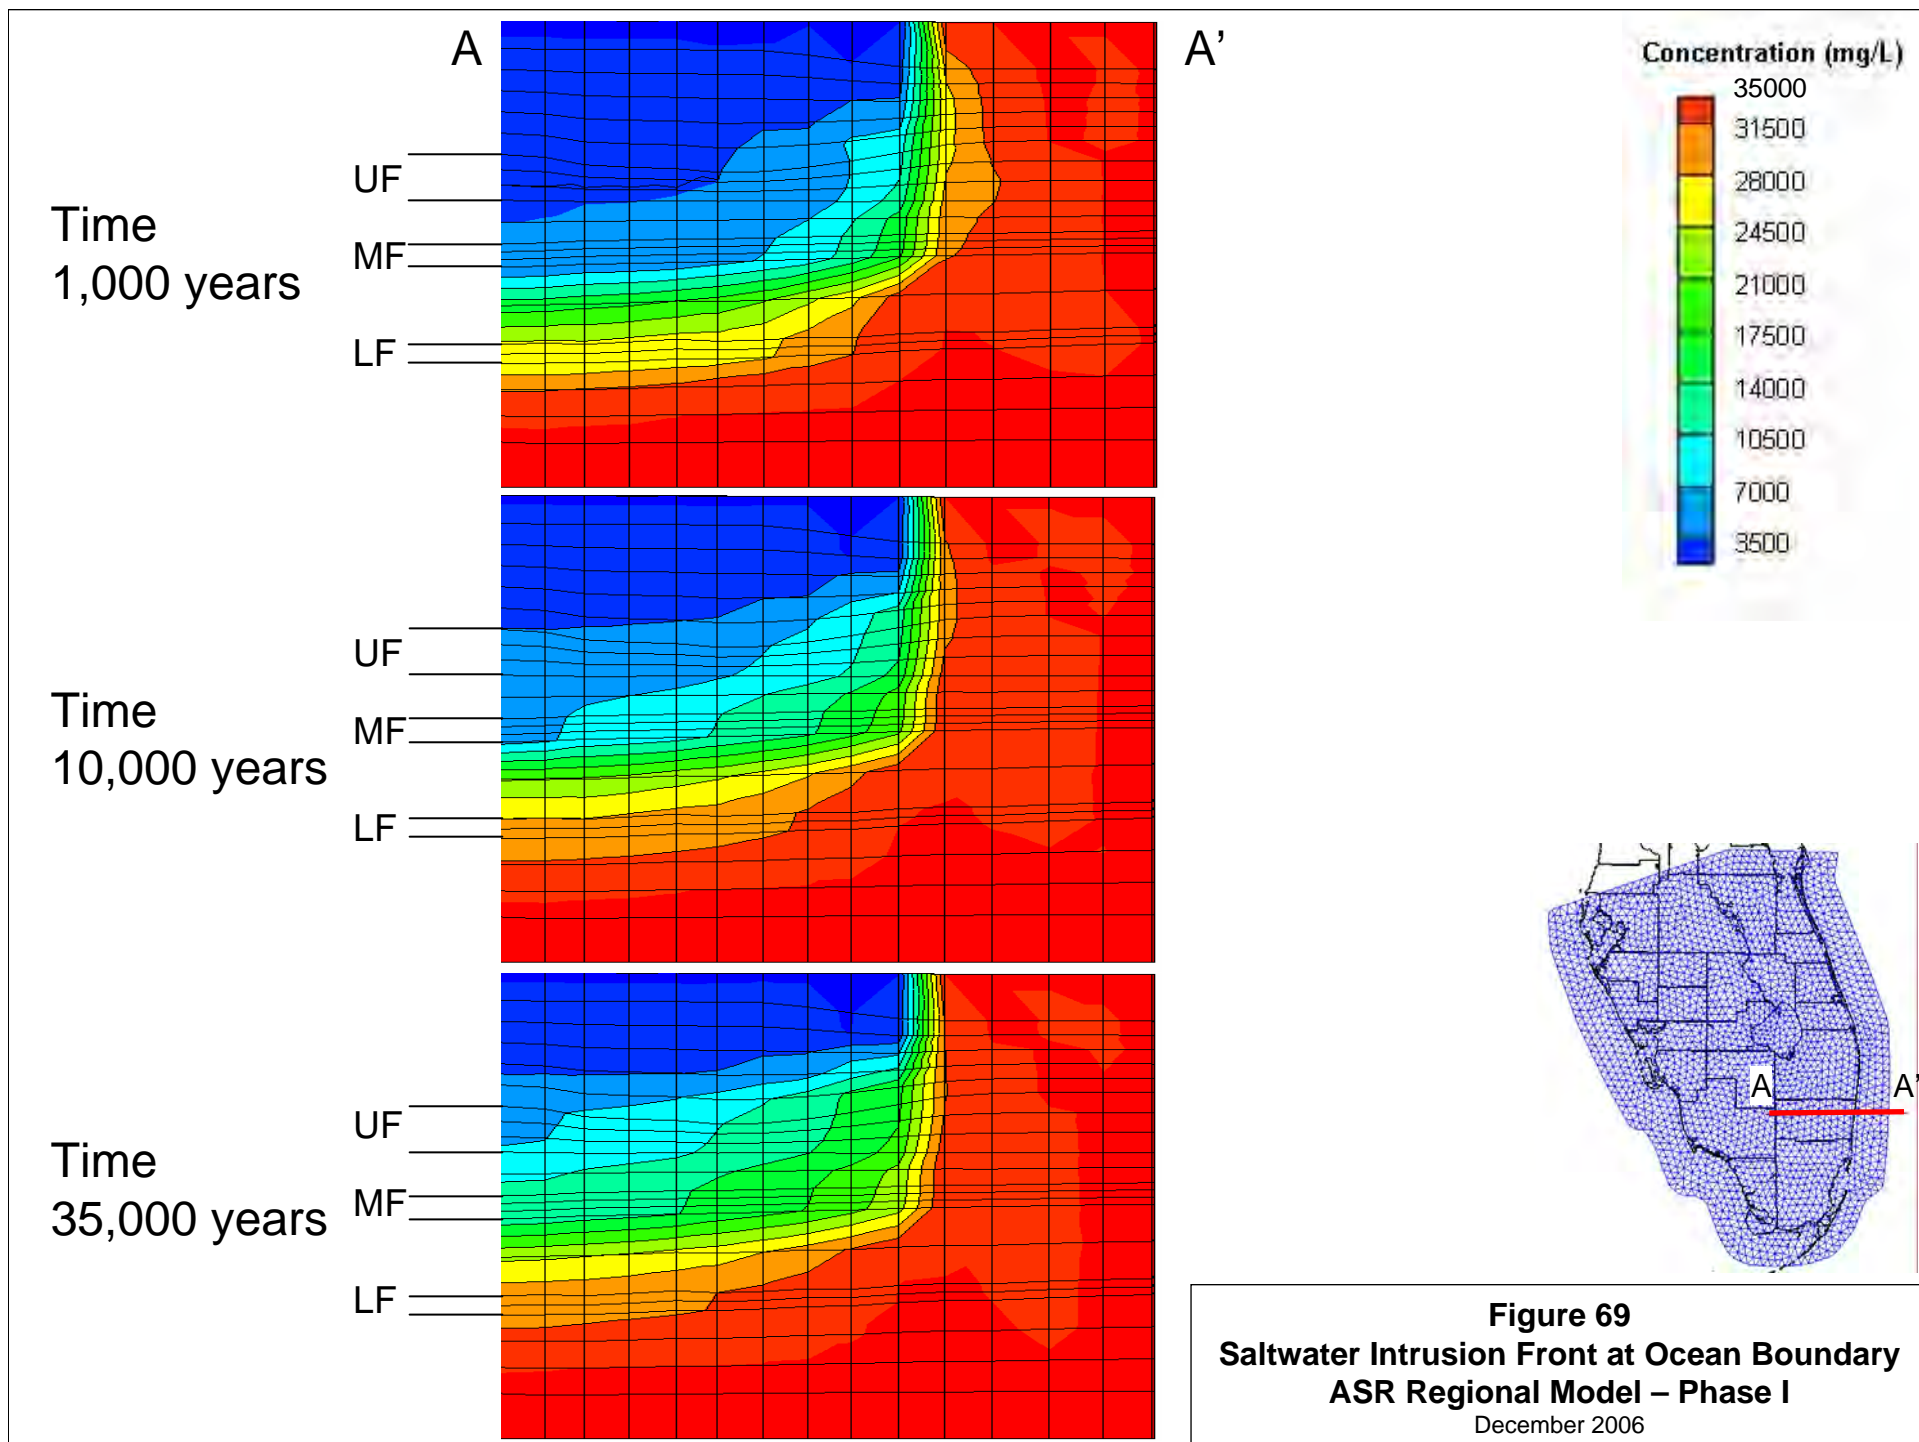 A
A’
Concentration (mg/L)
35000
31500
28000
24500
21000
17500
14000
10500
7000
3500
Time
1,000 years
UF
MF
LF
Time
10,000 years
UF
MF
LF
Time
35,000 years
UF
MF
LF
A
A’
Figure 69
Saltwater Intrusion Front at Ocean Boundary
ASR Regional Model – Phase I
December 2006